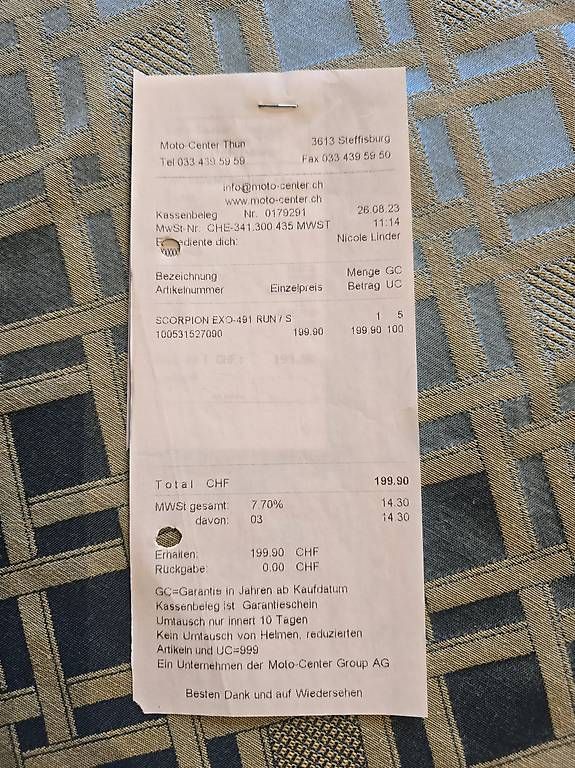 Moto-Center Thun 3613 Steffisburg
Tel 033 439 59 59 Fax 033 439 59 50
info@moto-center.ch
www.moto-center.ch
Kassenbeleg Nr. 0179291 26.08.23
MwSt-Nr. CHE-341.300.435 MWST 11:14
diente dich: Nicole Linder
Bezeichnung Menge GC
Artikelnummer Einzelpreis Betrag UC
SCORPION EXO-491 RUN / S 1 5
100531527090 199.90 199.90 100
Total CHF 199.90
MWSt gesamt: 7.70% 14.30
davon: 03 14.30
Erhalten: 199.90 CHF
Rückgabe: 0.00 CHF
GC=Garantie in Jahren ab Kaufdatum
Kassenbeleg ist Garantieschein
Umtausch nur innert 10 Tagen
Kein Umtausch von Helmen, reduzierten
Artikeln und UC=999
Ein Unternehmen der Moto-Center Group AG
Besten Dank und auf Wiedersehen